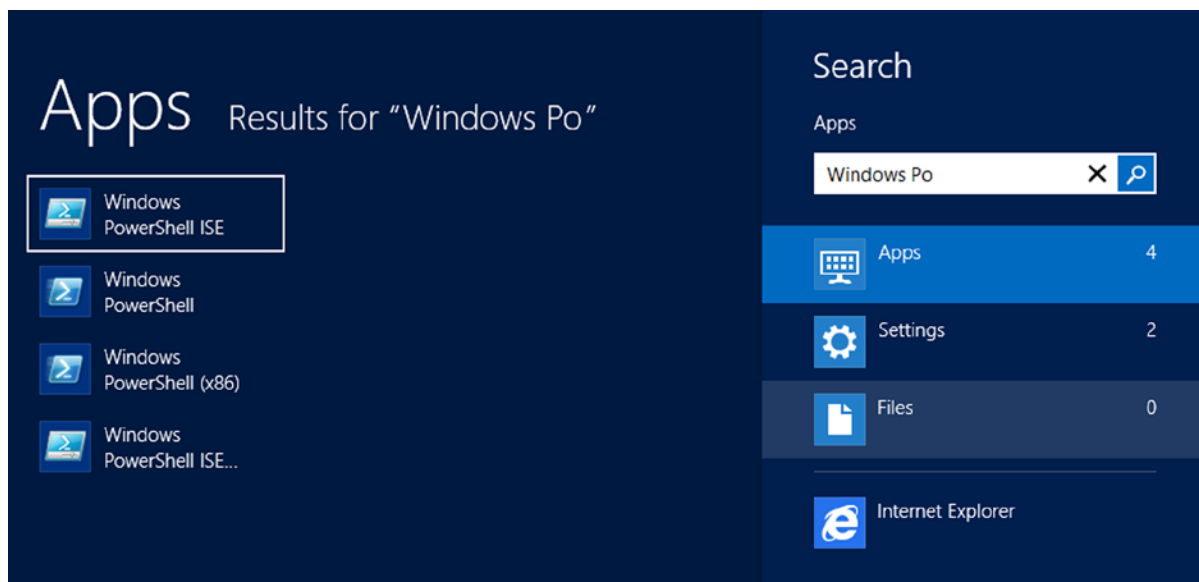 Apps Results for “Windows Po”
Windows
PowerShell ISE
Windows
PowerShell
Windows
PowerShell (x86)
Windows
PowerShell ISE...
Search
Apps
Windows Po
Apps 4
Settings 2
Files 0
Internet Explorer